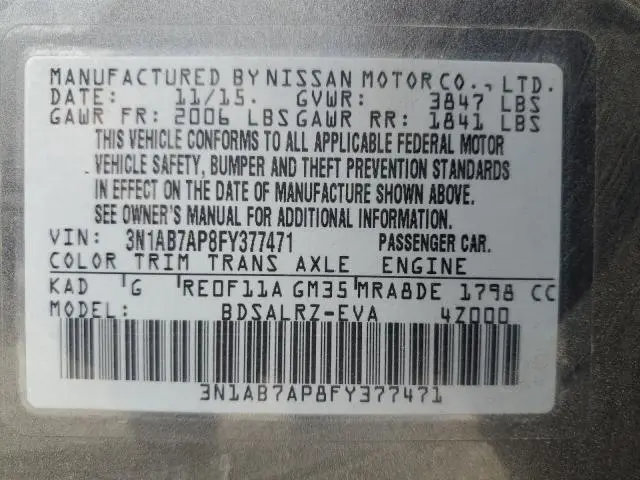 MANUFACTURED BY NISSAN MOTOR CO., LTD.
DATE: 11/15. GVWR: 3847 LBS
GAWR FR: 2006 LBS GAWR RR: 1841 LBS
THIS VEHICLE CONFORMS TO ALL APPLICABLE FEDERAL MOTOR
VEHICLE SAFETY, BUMPER AND THEFT PREVENTION STANDARDS
IN EFFECT ON THE DATE OF MANUFACTURE SHOWN ABOVE.
SEE OWNER'S MANUAL FOR ADDITIONAL INFORMATION.
VIN: 3N1AB7AP8FY377471 PASSENGER CAR.
COLOR TRIM TRANS AXLE ENGINE
KAD G RE0F11A GM35 MRA8DE 1798 CC
MODEL: BDSALRZ-EVA 4Z000
3N1AB7AP8FY377471